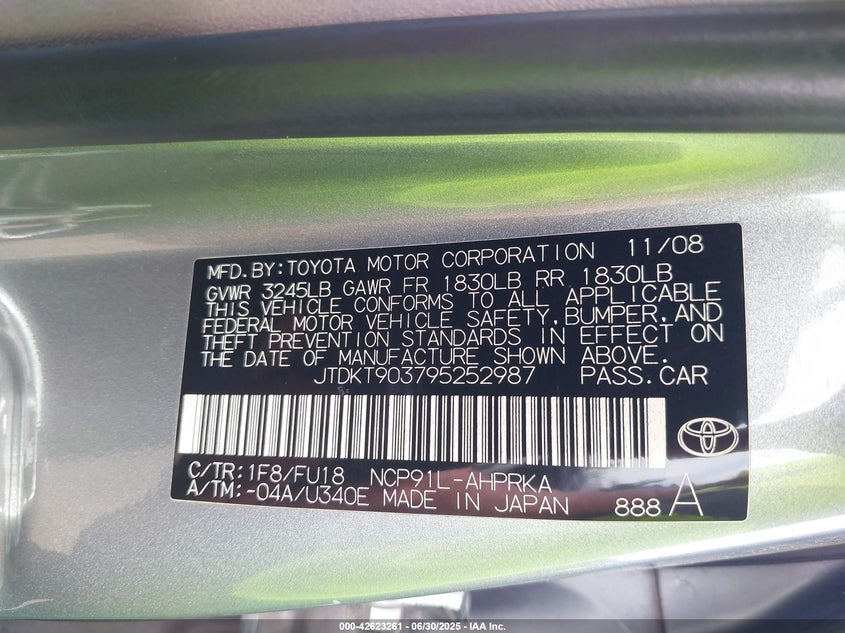 MFD. BY: TOYOTA MOTOR CORPORATION 11/08
GVWR 3245LB GAWR FR 1830LB RR 1830LB
THIS VEHICLE CONFORMS TO ALL APPLICABLE
FEDERAL MOTOR VEHICLE SAFETY, BUMPER, AND
THEFT PREVENTION STANDARDS IN EFFECT ON
THE DATE OF MANUFACTURE SHOWN ABOVE.
JTDKT903795252987 PASS. CAR
C/TR: 1F8/FU18 NCP91L-AHPRKA
A/TM: -04A/U340E MADE IN JAPAN 888 A
000-42623261 - 06/30/2025 - IAA Inc.